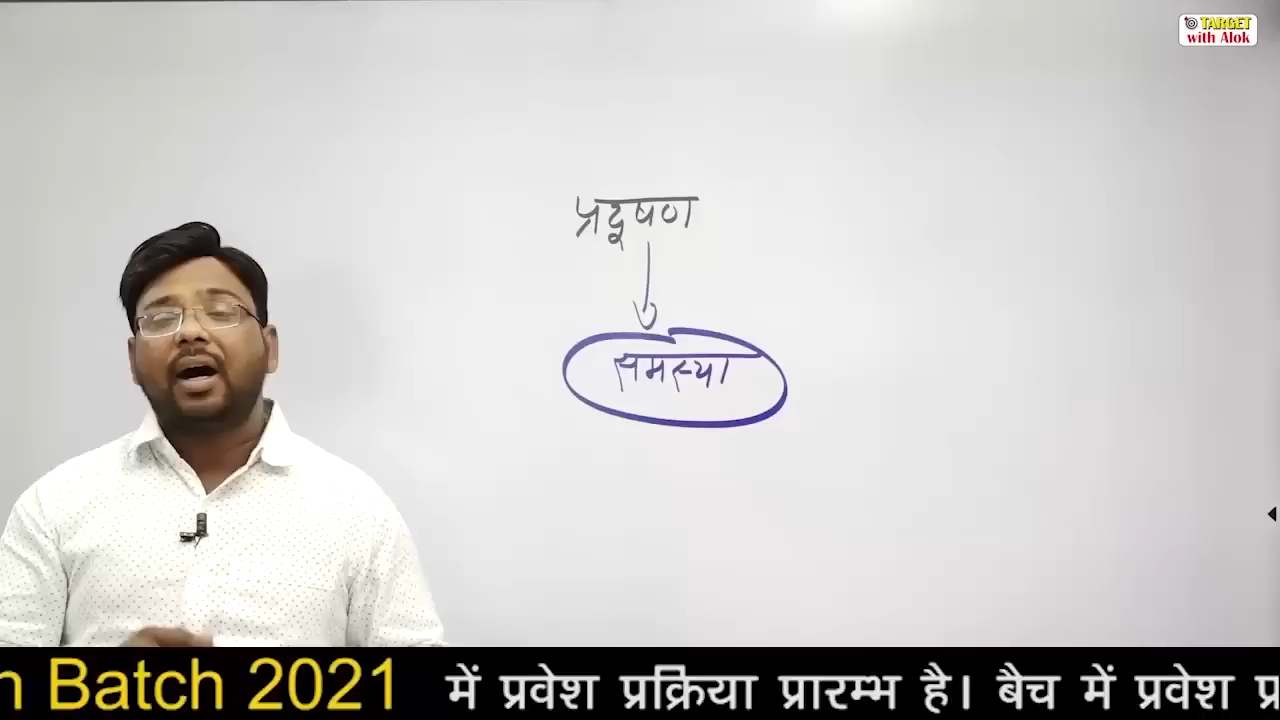 TARGET
with Alok
प्रदूषण
समस्या
n Batch 2021 में प्रवेश प्रक्रिया प्रारम्भ है। बैच में प्रवेश प्र